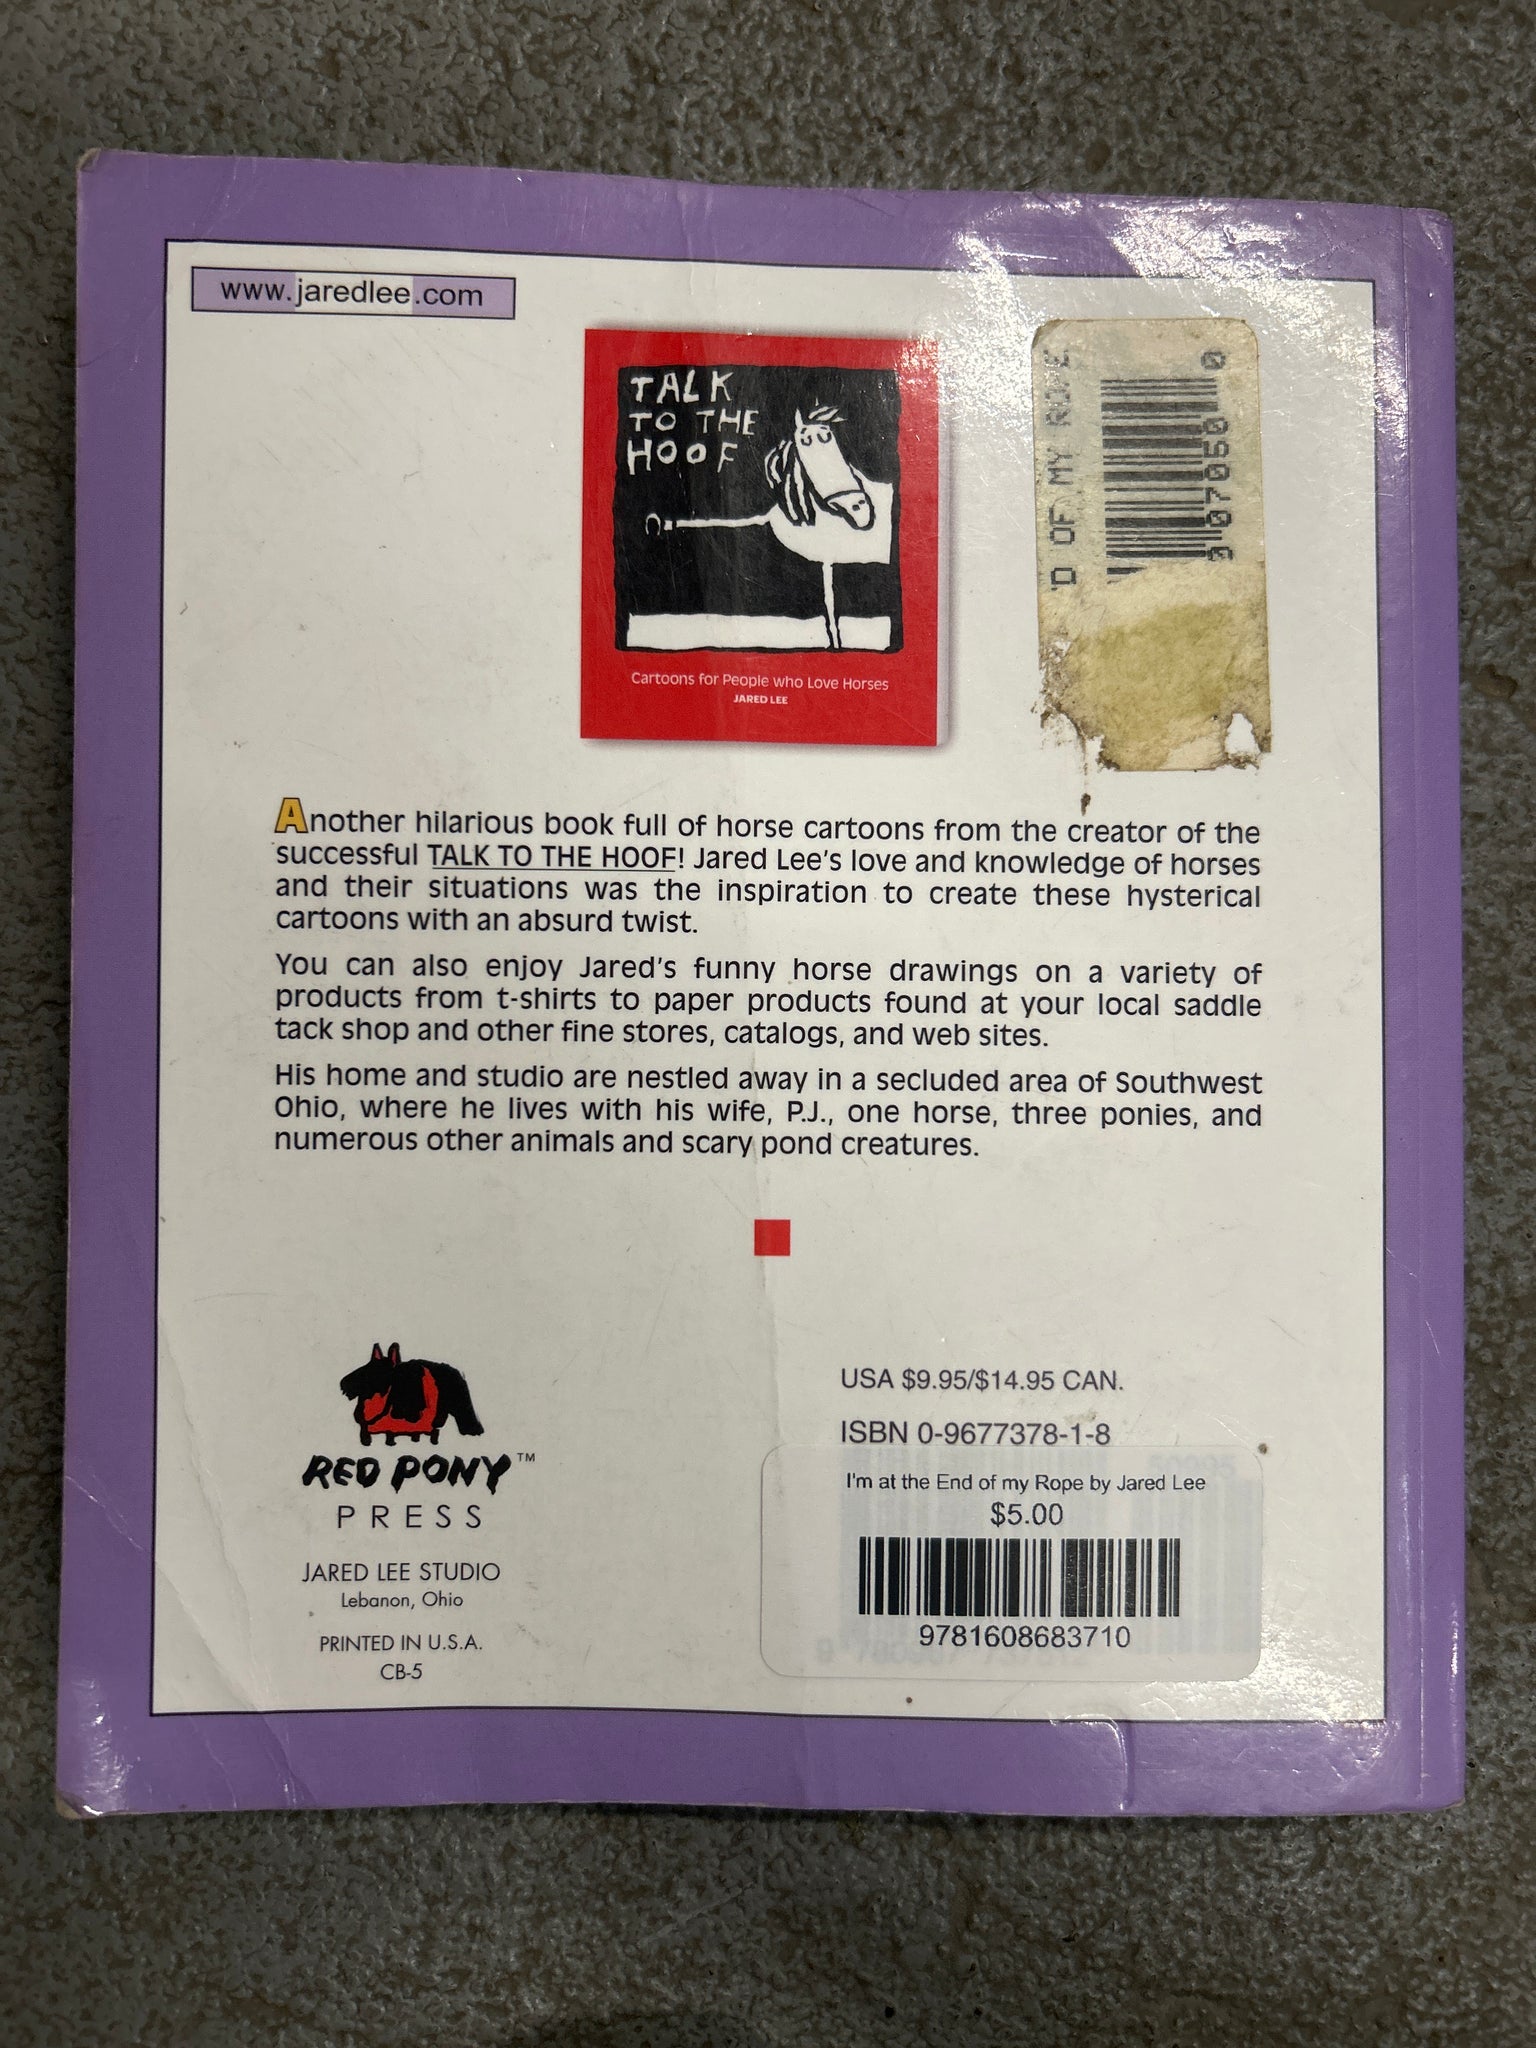 www.jaredlee.com
TALK
TO THE
HOOF
Cartoons for People who Love Horses
JARED LEE
D OF MY ROPE
007050 0
Another hilarious book full of horse cartoons from the creator of the
successful TALK TO THE HOOF! Jared Lee's love and knowledge of horses
and their situations was the inspiration to create these hysterical
cartoons with an absurd twist.
You can also enjoy Jared's funny horse drawings on a variety of
products from t-shirts to paper products found at your local saddle
tack shop and other fine stores, catalogs, and web sites.
His home and studio are nestled away in a secluded area of Southwest
Ohio, where he lives with his wife, P.J., one horse, three ponies, and
numerous other animals and scary pond creatures.
RED PONY™
PRESS
JARED LEE STUDIO
Lebanon, Ohio
PRINTED IN U.S.A.
CB-5
USA $9.95/$14.95 CAN.
ISBN 0-9677378-1-8
I'm at the End of my Rope by Jared Lee
$5.00
9781608683710